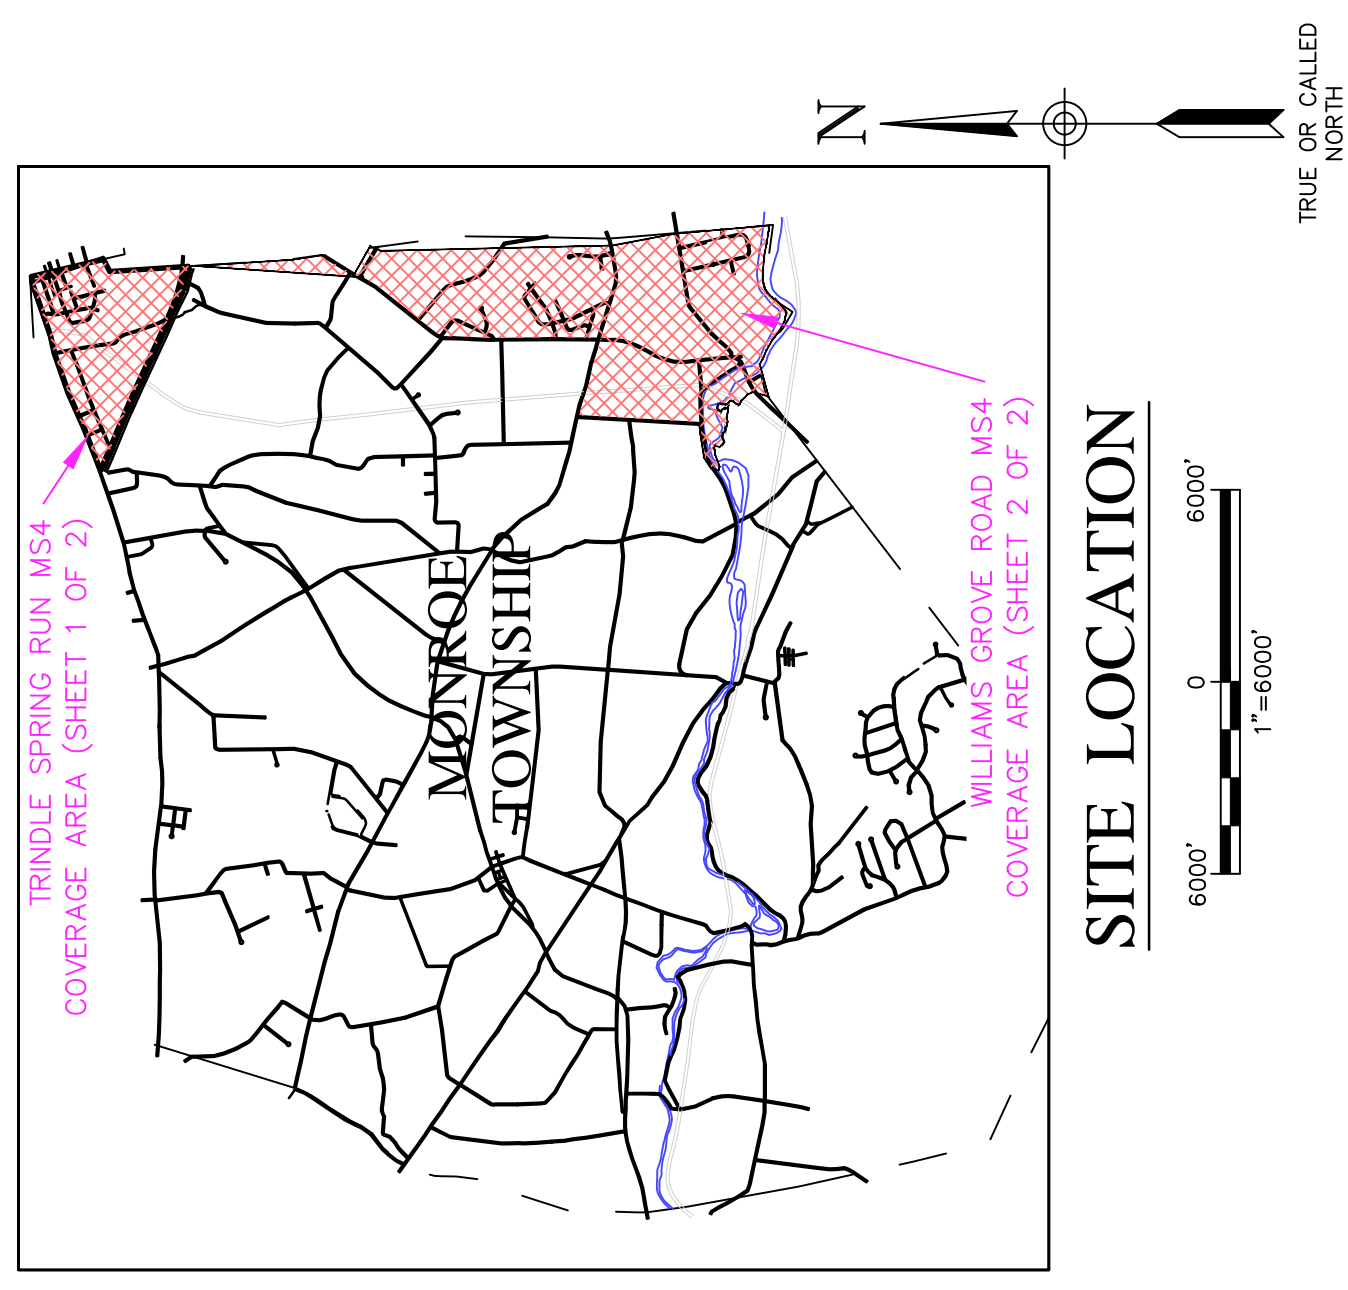 TRINDLE SPRING RUN MS4
COVERAGE AREA (SHEET 1 OF 2)
MONROE
TOWNSHIP
WILLIAMS GROVE ROAD MS4
COVERAGE AREA (SHEET 2 OF 2)
SITE LOCATION
6000' 0 6000'
1"=6000'
N
TRUE OR CALLED
NORTH